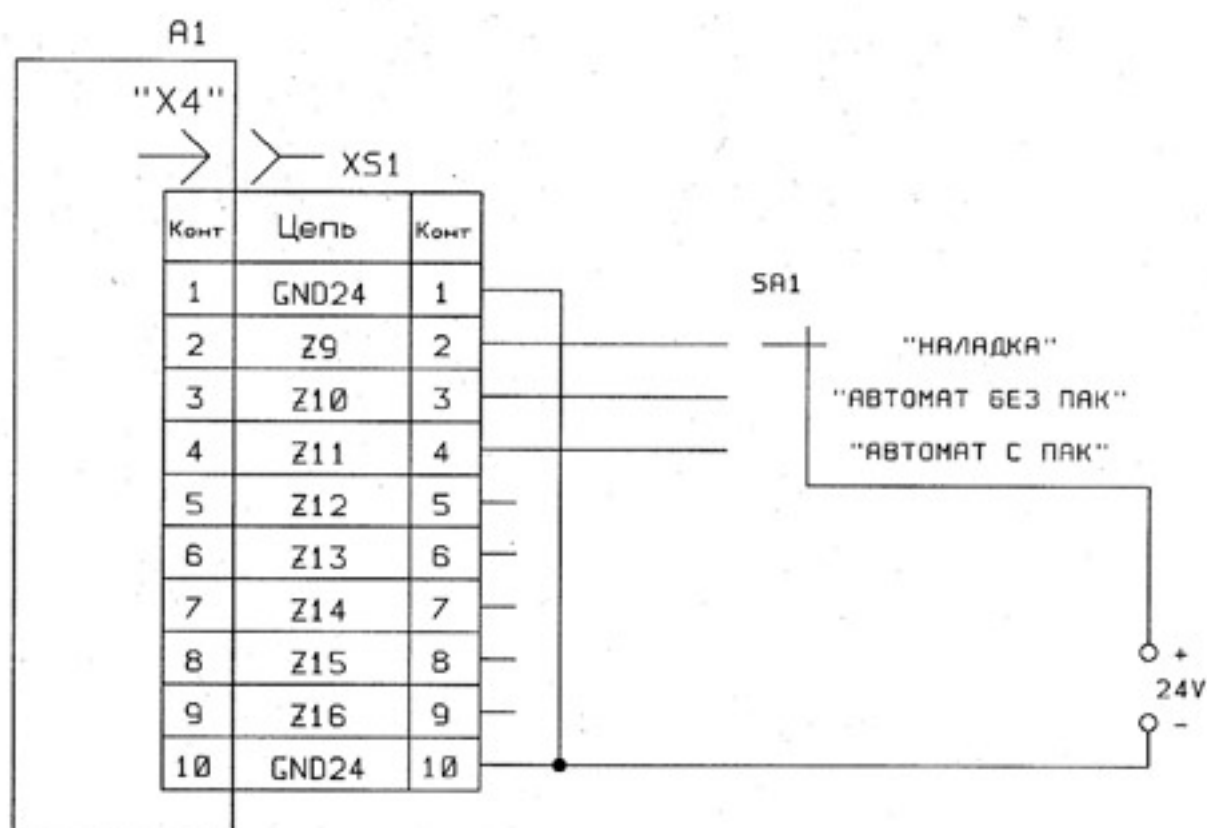 A1
"X4"
XS1
Конт Цепь Конт
1 GND24 1
2 Z9 2
3 Z10 3
4 Z11 4
5 Z12 5
6 Z13 6
7 Z14 7
8 Z15 8
9 Z16 9
10 GND24 10
SA1
"НАЛАДКА"
"АВТОМАТ БЕЗ ПАК"
"АВТОМАТ С ПАК"
+
24V
-